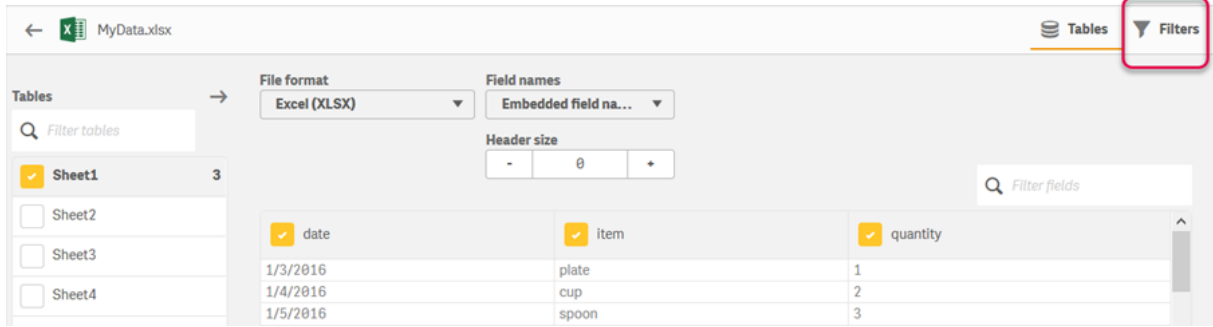 MyData.xlsx
Tables
Filters
Tables
Filter tables
Sheet1 3
Sheet2
Sheet3
Sheet4
File format
Excel (XLSX)
Field names
Embedded field na...
Header size
- 0 +
Filter fields
date item quantity
1/3/2016 plate 1
1/4/2016 cup 2
1/5/2016 spoon 3